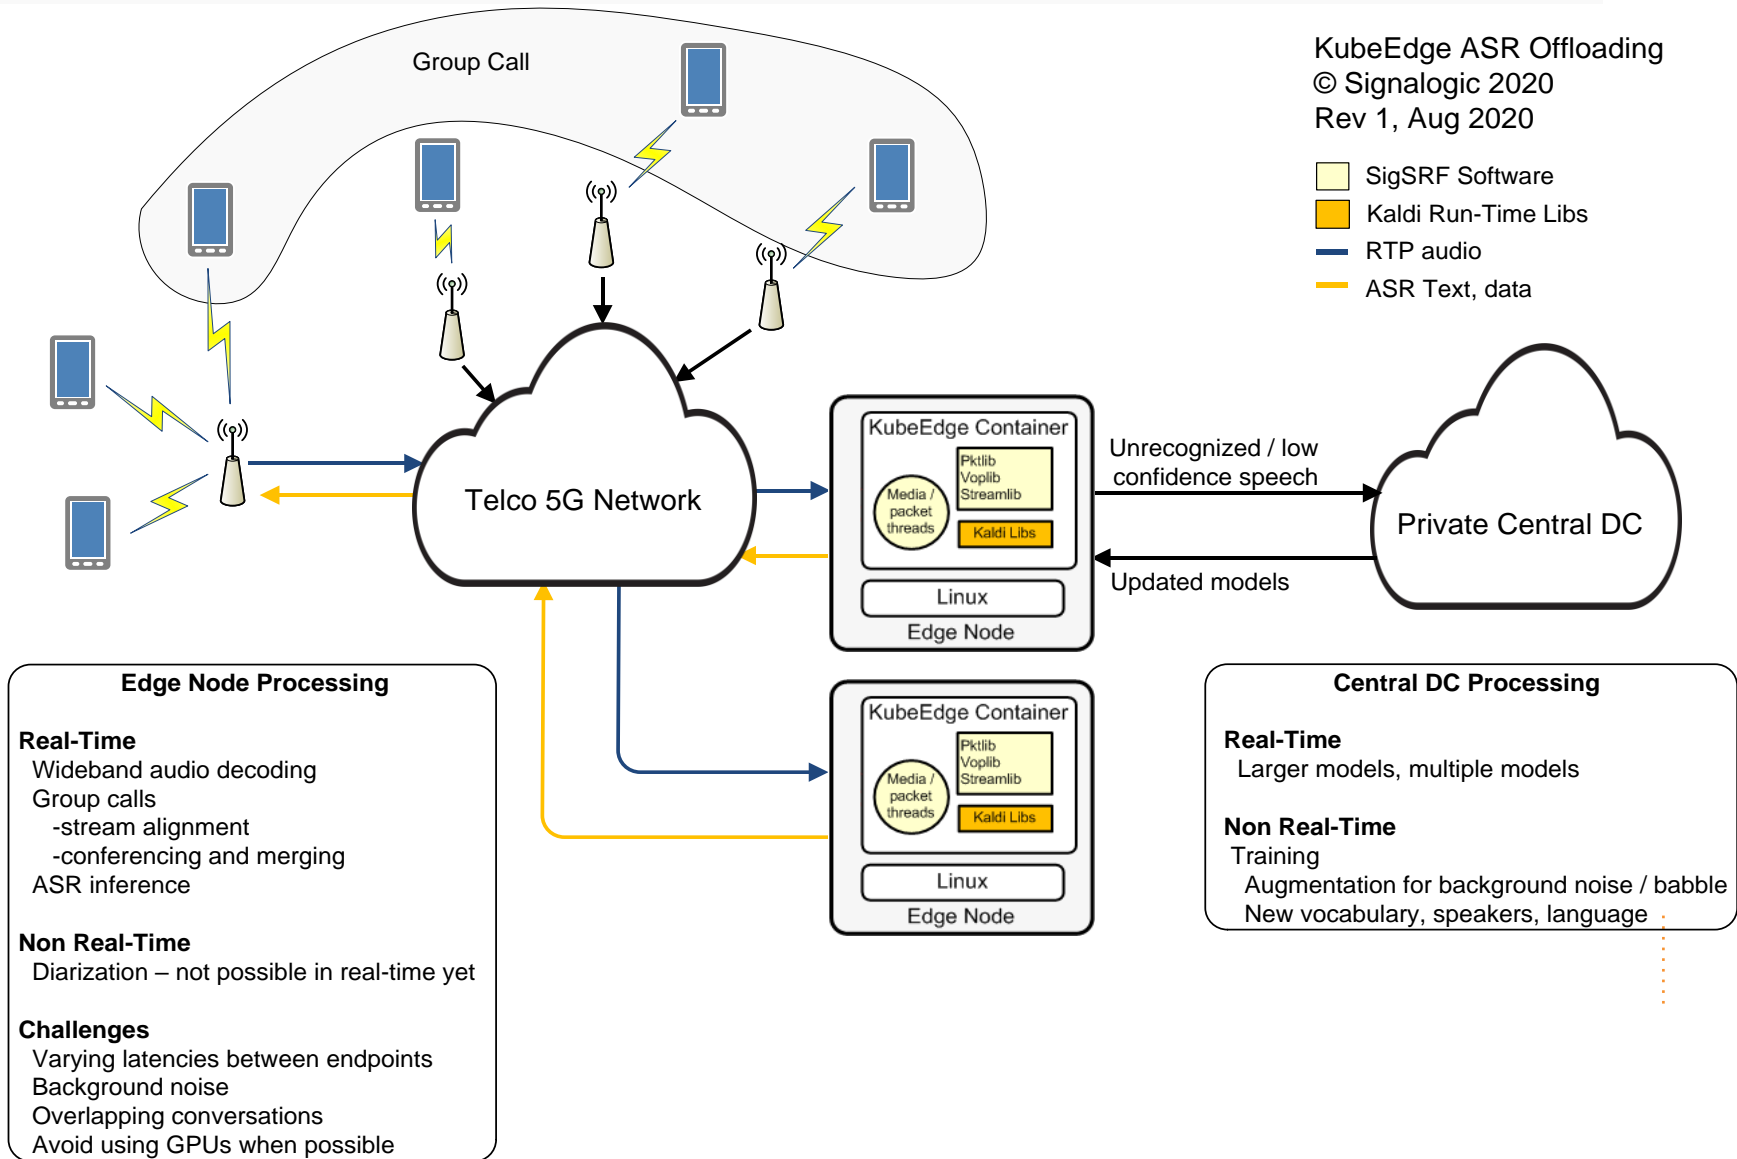 Group Call
KubeEdge ASR Offloading
© Signalogic 2020
Rev 1, Aug 2020
SigSRF Software
Kaldi Run-Time Libs
RTP audio
ASR Text, data
Telco 5G Network
KubeEdge Container
Pktlib
Voplib
Streamlib
Media /
packet
threads
Kaldi Libs
Linux
Edge Node
Unrecognized / low
confidence speech
Updated models
Private Central DC
KubeEdge Container
Pktlib
Voplib
Streamlib
Media /
packet
threads
Kaldi Libs
Linux
Edge Node
Edge Node Processing
Real-Time
Wideband audio decoding
Group calls
-stream alignment
-conferencing and merging
ASR inference
Non Real-Time
Diarization – not possible in real-time yet
Challenges
Varying latencies between endpoints
Background noise
Overlapping conversations
Avoid using GPUs when possible
Central DC Processing
Real-Time
Larger models, multiple models
Non Real-Time
Training
Augmentation for background noise / babble
New vocabulary, speakers, language